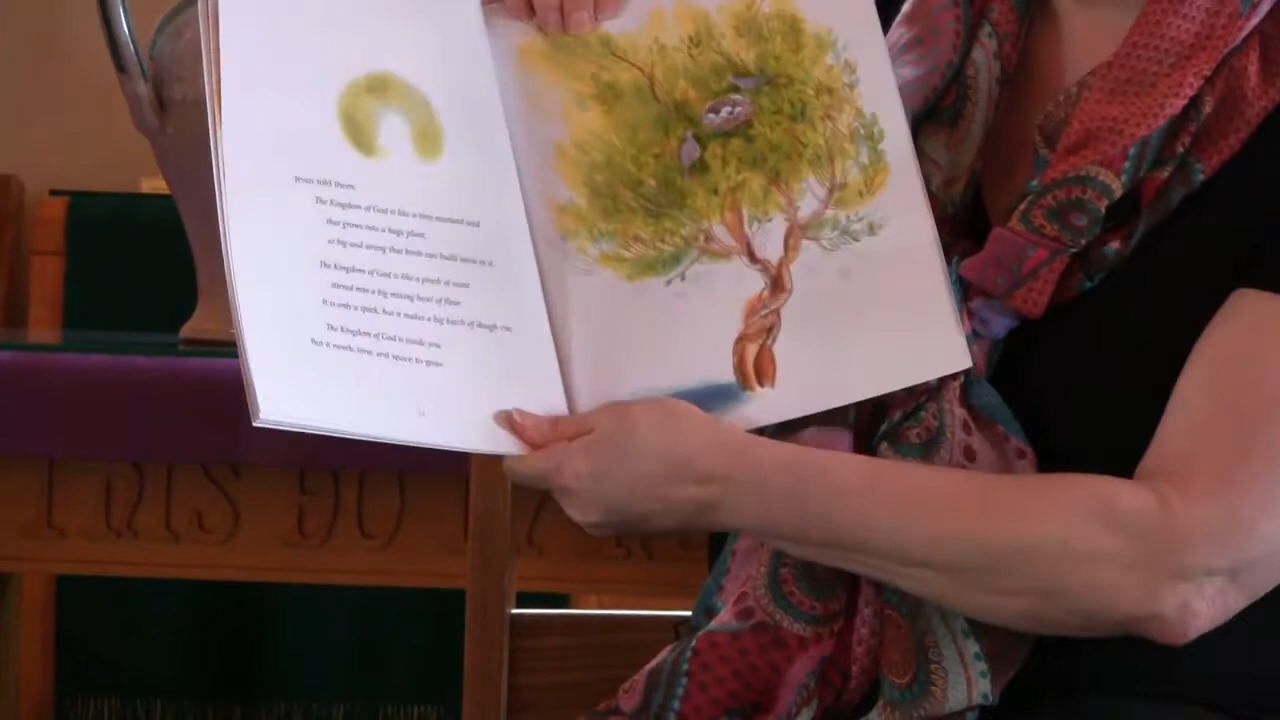 Jesus told them:
The Kingdom of God is like a tiny mustard seed
that grows into a huge plant,
so big and strong that birds can build nests in it.
The Kingdom of God is like a pinch of yeast
stirred into a big mixing bowl of flour.
It is only a speck, but it makes a big batch of dough rise.
The Kingdom of God is inside you.
But it needs time and space to grow.
THIS DO